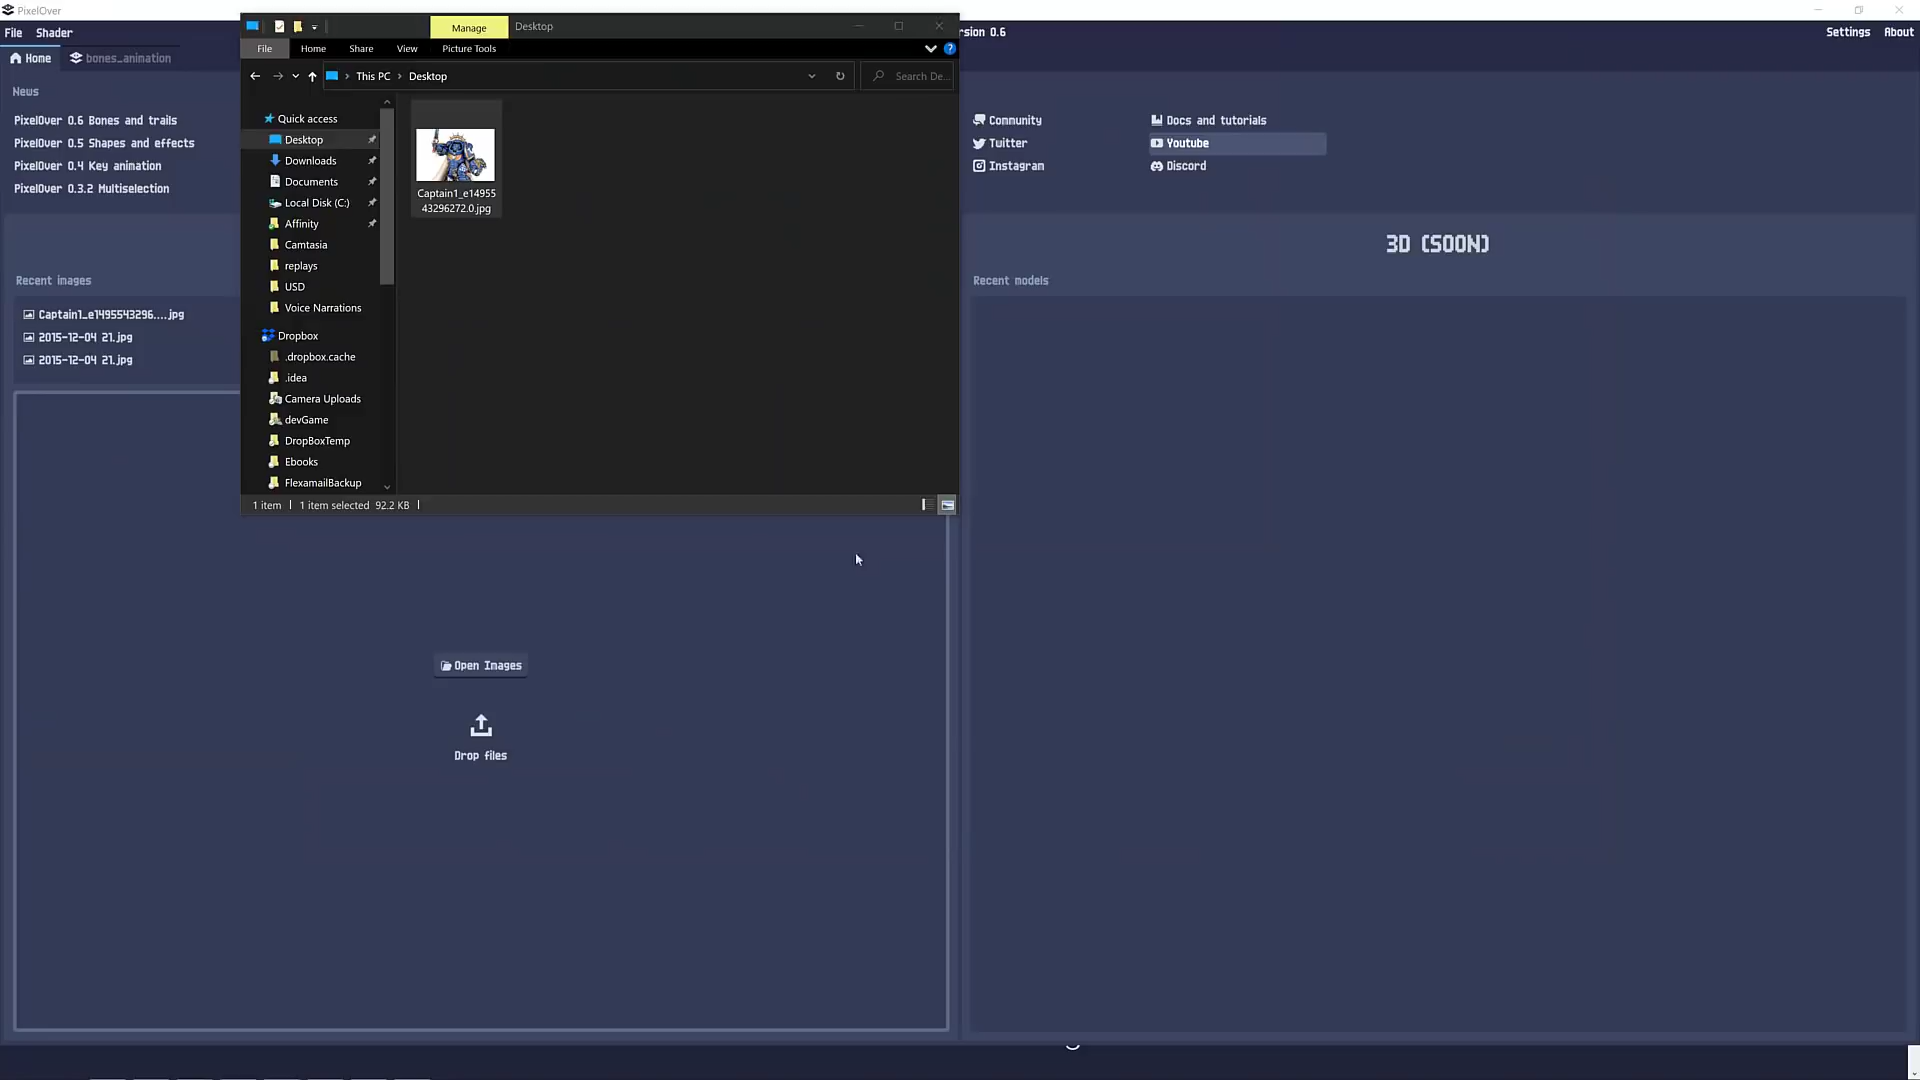 PixelOver
File Shader
Manage
Desktop
rsion 0.6
Settings About
File Home Share View Picture Tools
Home bones_animation
This PC > Desktop
Search De...
News
PixelOver 0.6 Bones and trails
PixelOver 0.5 Shapes and effects
PixelOver 0.4 Key animation
PixelOver 0.3.2 Multiselection
Quick access
Desktop
Downloads
Documents
Local Disk (C:)
Affinity
Camtasia
replays
USD
Voice Narrations
Dropbox
.dropbox.cache
.idea
Camera Uploads
devGame
DropBoxTemp
Ebooks
FlexamailBackup
Captain1_e14955
43296272.0.jpg
1 item 1 item selected 92.2 KB
Community
Twitter
Instagram
Docs and tutorials
Youtube
Discord
3D (SOON)
Recent images
Captain1_e1495543296....jpg
2015-12-04 21.jpg
2015-12-04 21.jpg
Recent models
Open Images
Drop files